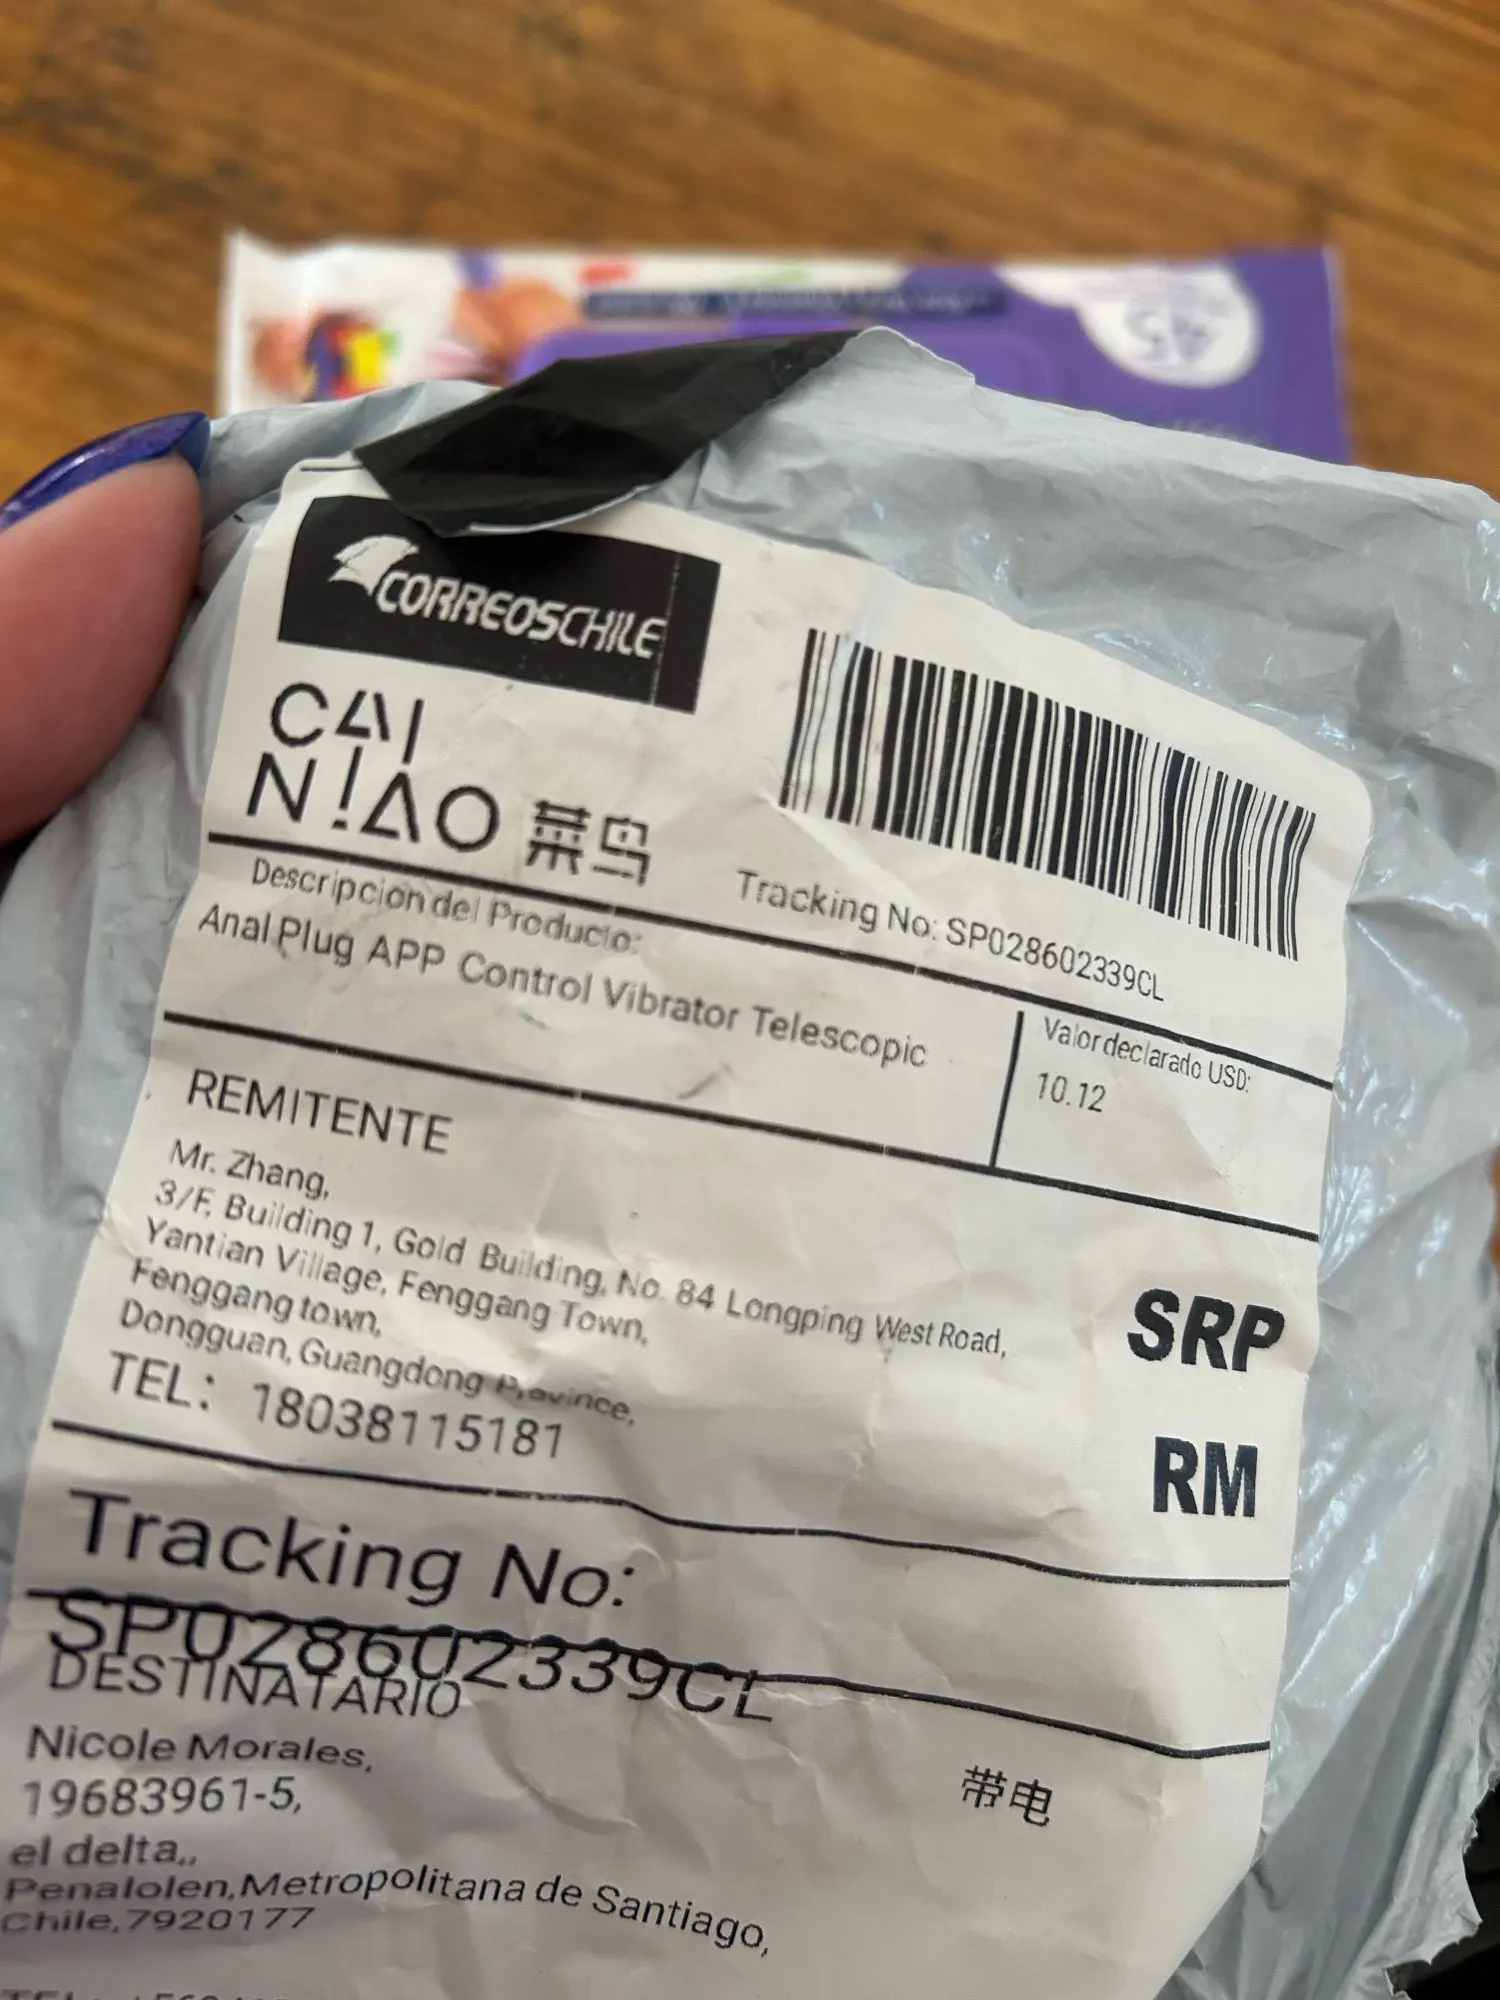 CORREOSCHILE
CAI
NIAO 菜鸟
Tracking No: SP028602339CL
Descripcion del Producto:
Anal Plug APP Control Vibrator Telescopic
Valor declarado USD:
10.12
REMITENTE
Mr. Zhang,
3/F, Building 1, Gold Building, No. 84 Longping West Road,
Yantian Village, Fenggang Town,
Fenggang town,
Dongguan, Guangdong Province,
TEL: 18038115181
SRP
RM
Tracking No:
SP028602339CL
DESTINATARIO
Nicole Morales,
19683961-5,
el delta,,
Penalolen,Metropolitana de Santiago,
Chile,7920177
带电
45